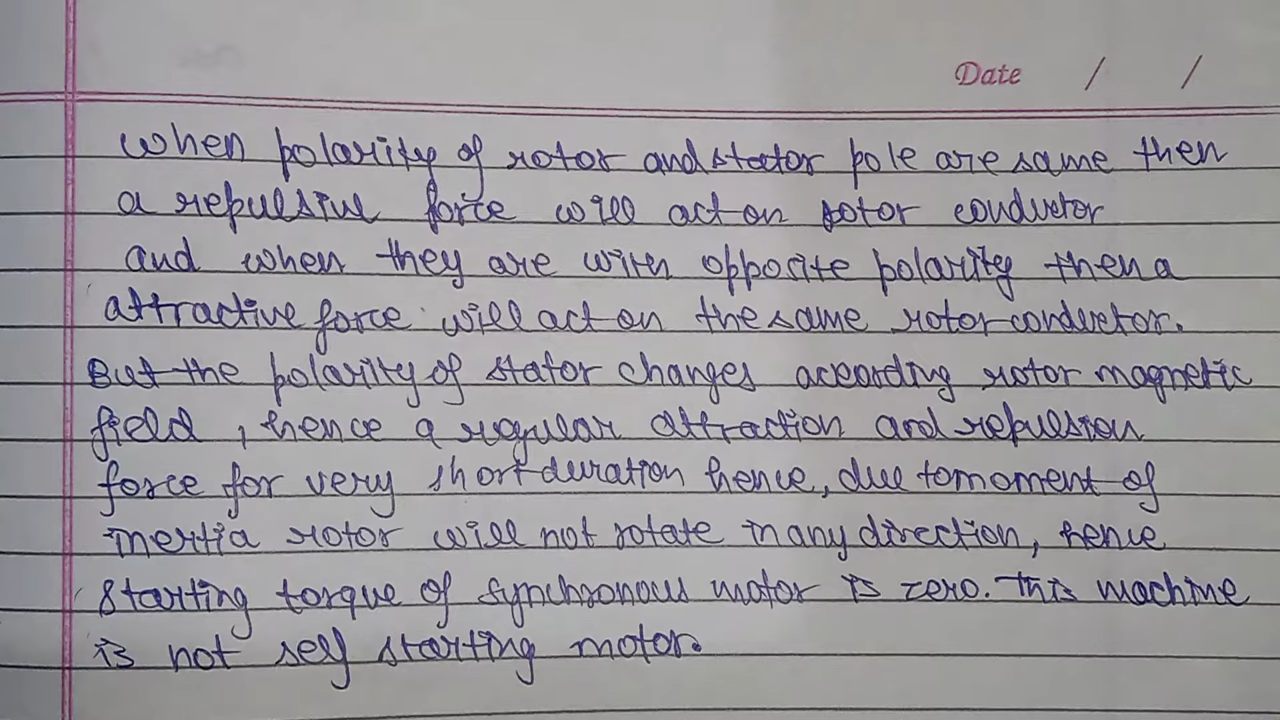 Date / /
When polarity of rotor and stator pole are same then
a repulsive force will act on rotor conductor
and when they are with opposite polarity then a
attractive force will act on the same rotor conductor.
But the polarity of stator changes according rotor magnetic
field, hence a regular attraction and repulsion
force for very short duration hence, due to moment of
inertia rotor will not rotate in any direction, hence
starting torque of synchronous motor is zero. This machine
is not self starting motor.